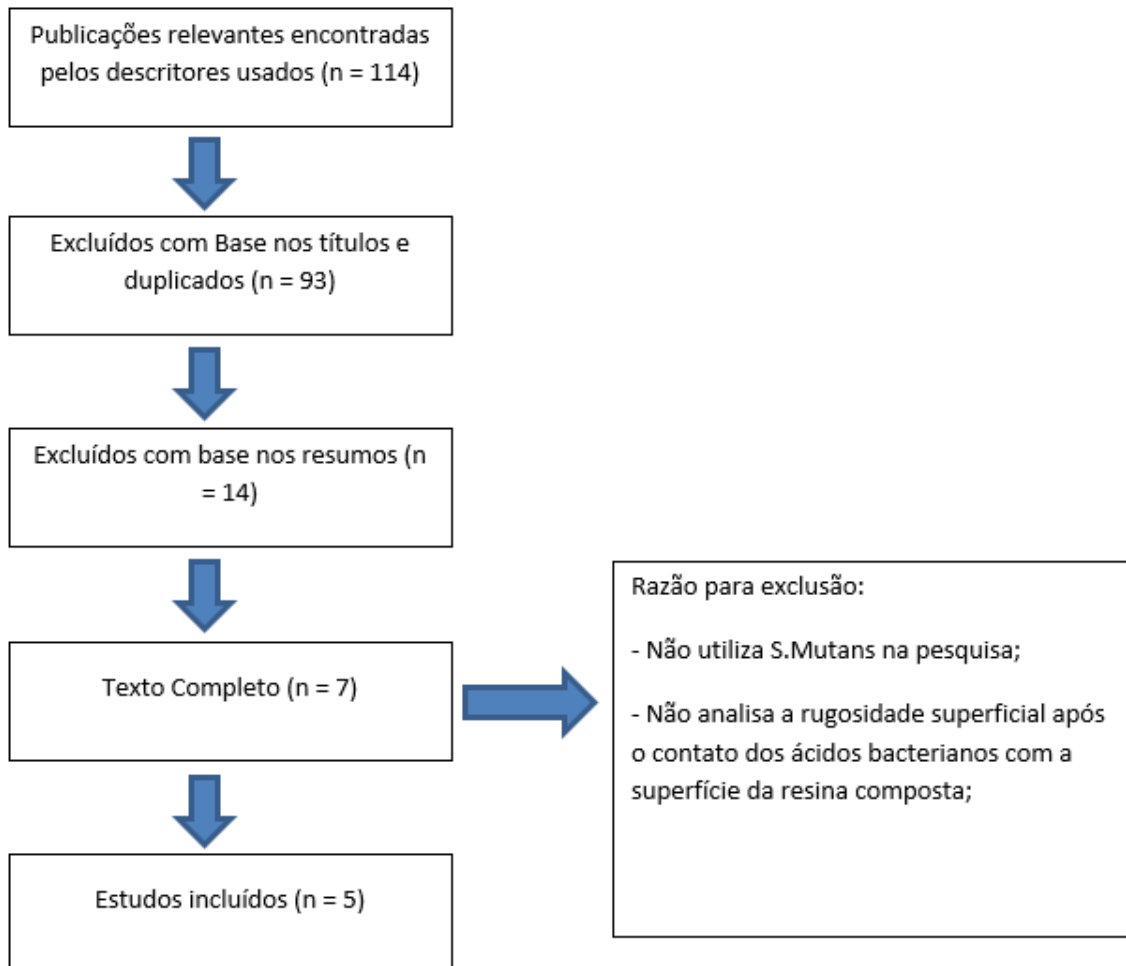 Publicações relevantes encontradas
pelos descritores usados (n = 114)
Excluídos com Base nos títulos e
duplicados (n = 93)
Excluídos com base nos resumos (n
= 14)
Texto Completo (n = 7)
Razão para exclusão:
- Não utiliza S.Mutans na pesquisa;
- Não analisa a rugosidade superficial após
o contato dos ácidos bacterianos com a
superfície da resina composta;
Estudos incluídos (n = 5)